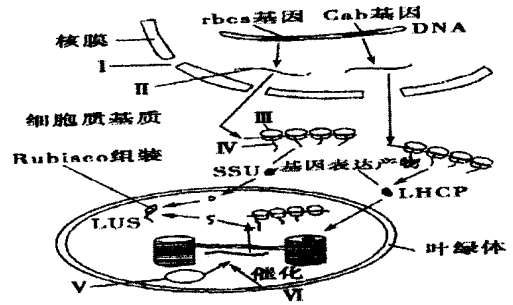 rbcs基因 Cab基因
DNA
核膜
I
II
细胞质基质
III
IV
Rubisco组装
SSU
基因表达产物
LHCP
LUS
叶绿体
催化
V
VI